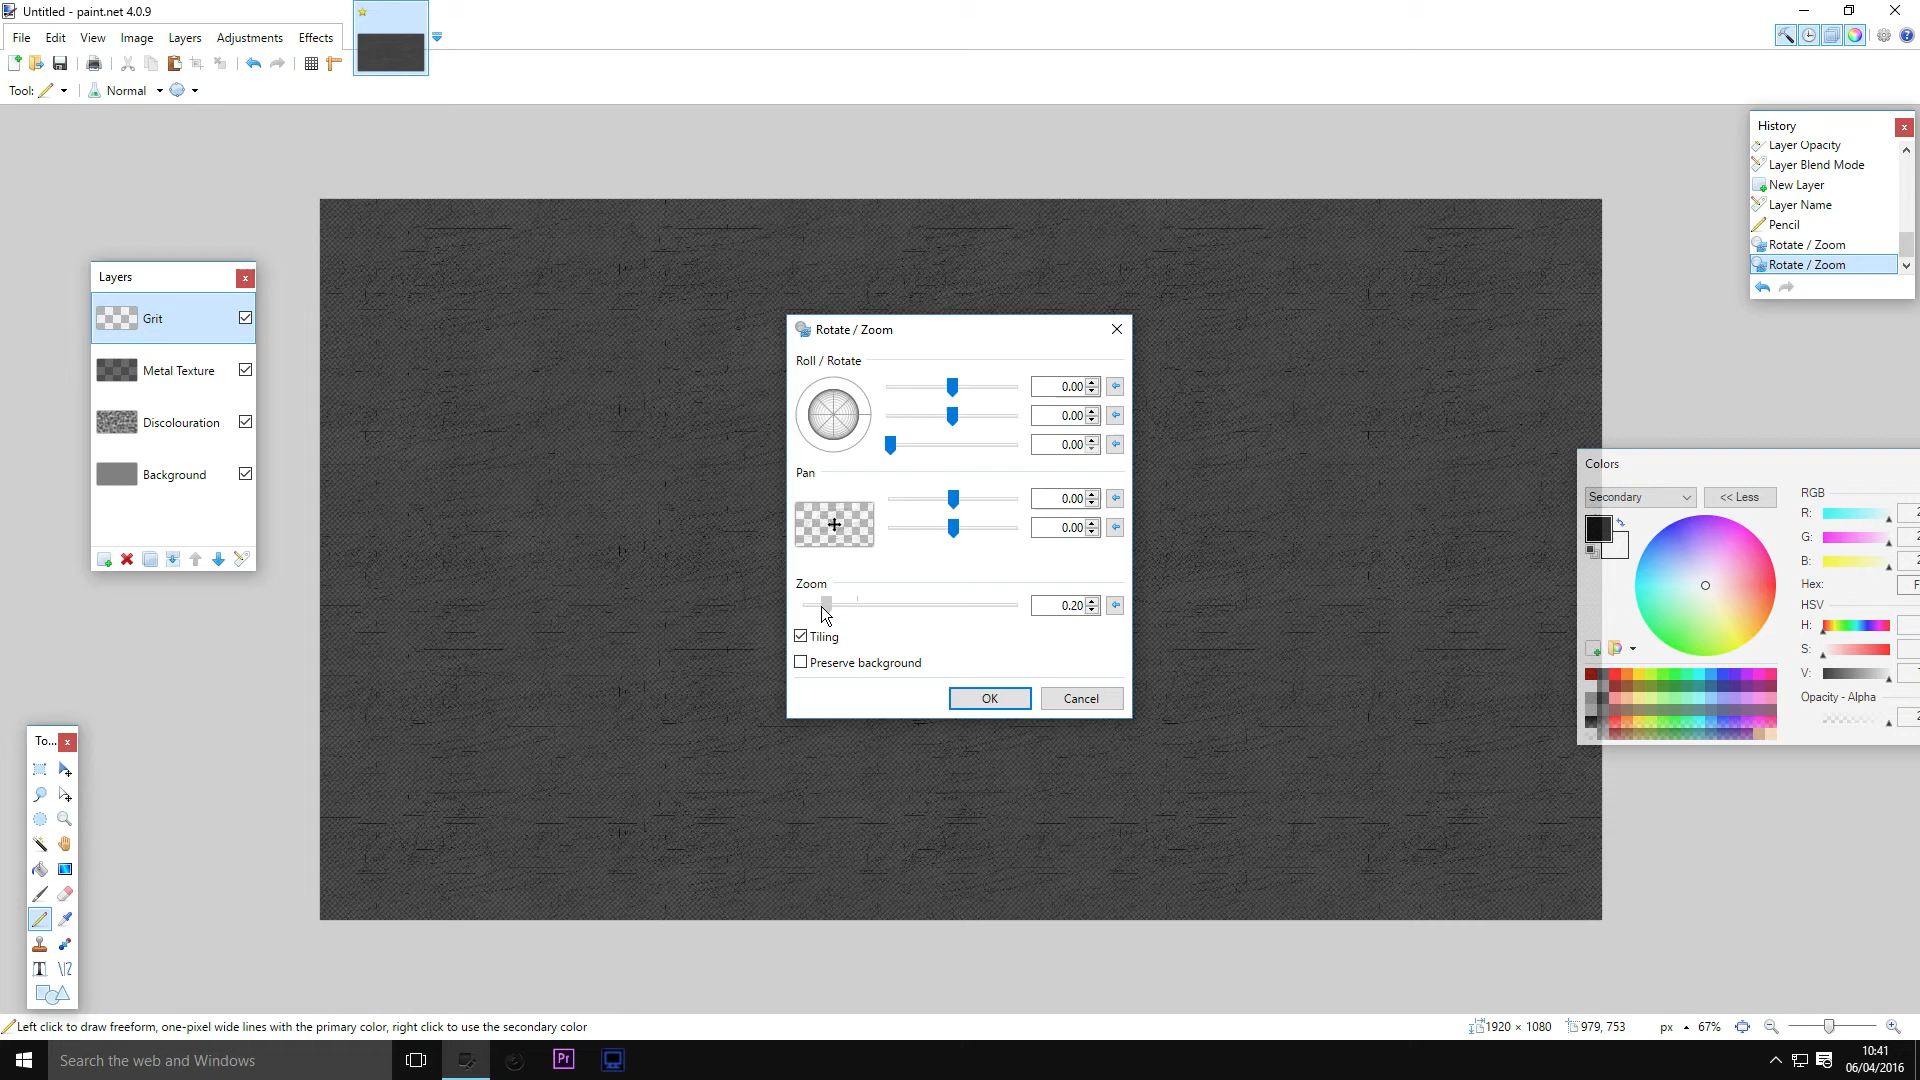 Untitled - paint.net 4.0.9
File Edit View Image Layers Adjustments Effects
Tool: Normal
History
Layer Opacity
Layer Blend Mode
New Layer
Layer Name
Pencil
Rotate / Zoom
Rotate / Zoom
Layers
Grit
Metal Texture
Discolouration
Background
Rotate / Zoom
Roll / Rotate
0.00
0.00
0.00
Pan
0.00
0.00
Zoom
0.20
Tiling
Preserve background
OK Cancel
Colors
Secondary << Less
RGB
R: 2
G: 2
B: 2
Hex: F
HSV
H:
S:
V:
Opacity - Alpha
2
To...
Left click to draw freeform, one-pixel wide lines with the primary color, right click to use the secondary color
1920 × 1080 979, 753 px 67%
Search the web and Windows
Pr
10:41
06/04/2016